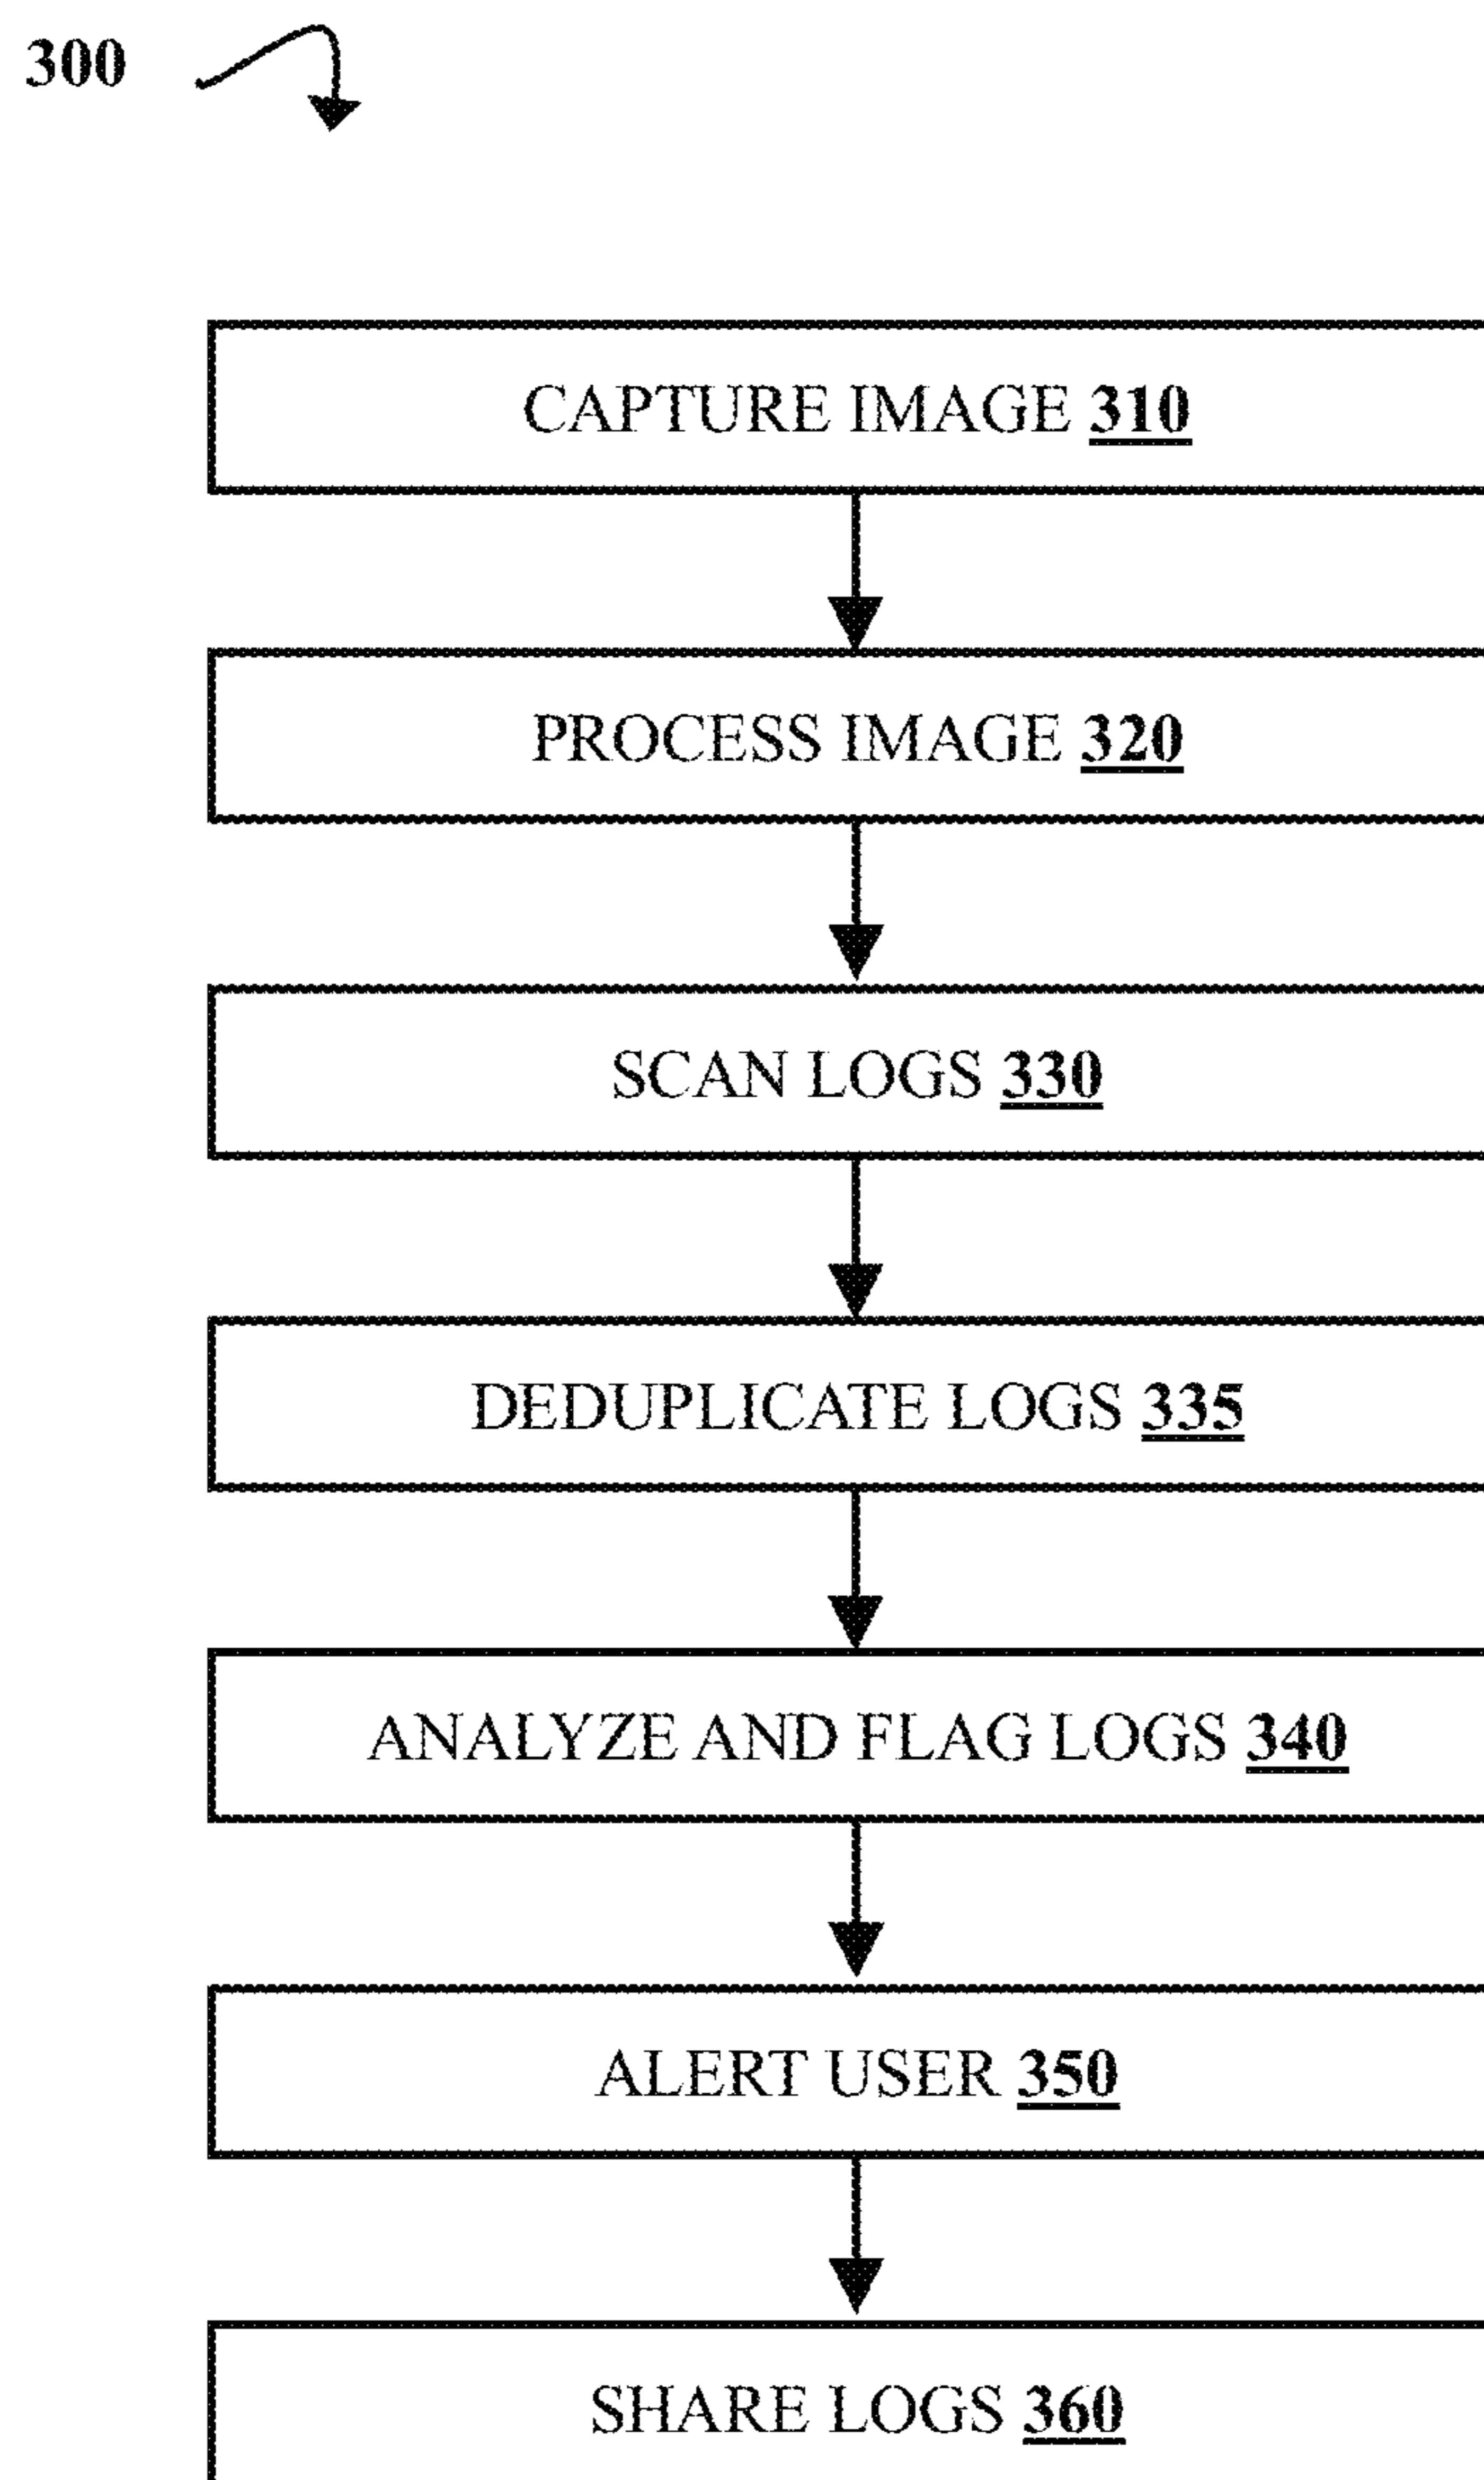 300
CAPTURE IMAGE 310
PROCESS IMAGE 320
SCAN LOGS 330
DEDUPLICATE LOGS 335
ANALYZE AND FLAG LOGS 340
ALERT USER 350
SHARE LOGS 360